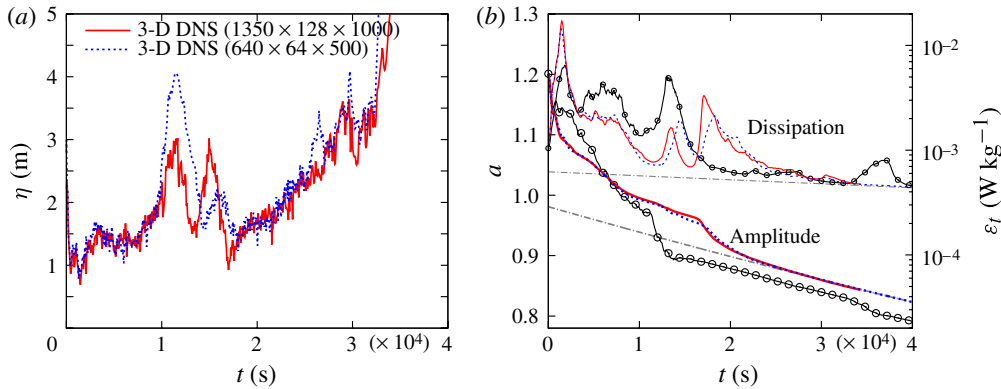 (a)
3-D DNS (1350 × 128 × 1000)
3-D DNS (640 × 64 × 500)
5
4
3
2
1
η (m)
0 1 2 3 4
(× 10⁴)
t (s)
(b)
1.3
1.2
1.1
1.0
0.9
0.8
a
Dissipation
Amplitude
10⁻²
10⁻³
10⁻⁴
εt (W kg⁻¹)
0 1 2 3 4
(× 10⁴)
t (s)